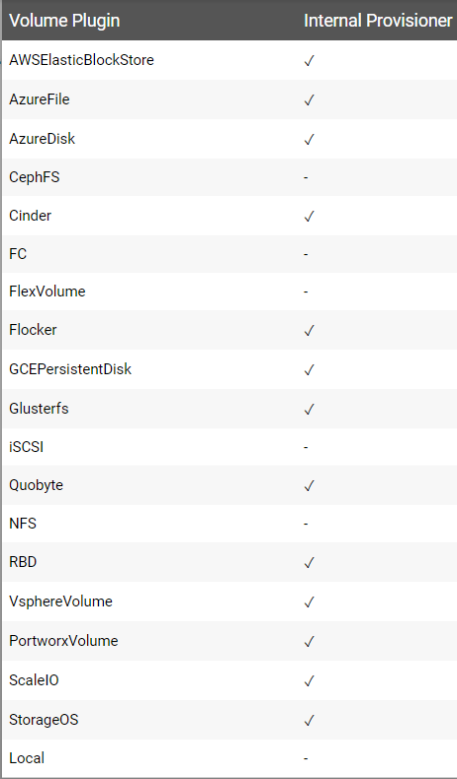 Volume Plugin Internal Provisioner
AWSElasticBlockStore ✓
AzureFile ✓
AzureDisk ✓
CephFS -
Cinder ✓
FC -
FlexVolume -
Flocker ✓
GCEPersistentDisk ✓
Glusterfs ✓
iSCSI -
Quobyte ✓
NFS -
RBD ✓
VsphereVolume ✓
PortworxVolume ✓
ScaleIO ✓
StorageOS ✓
Local -